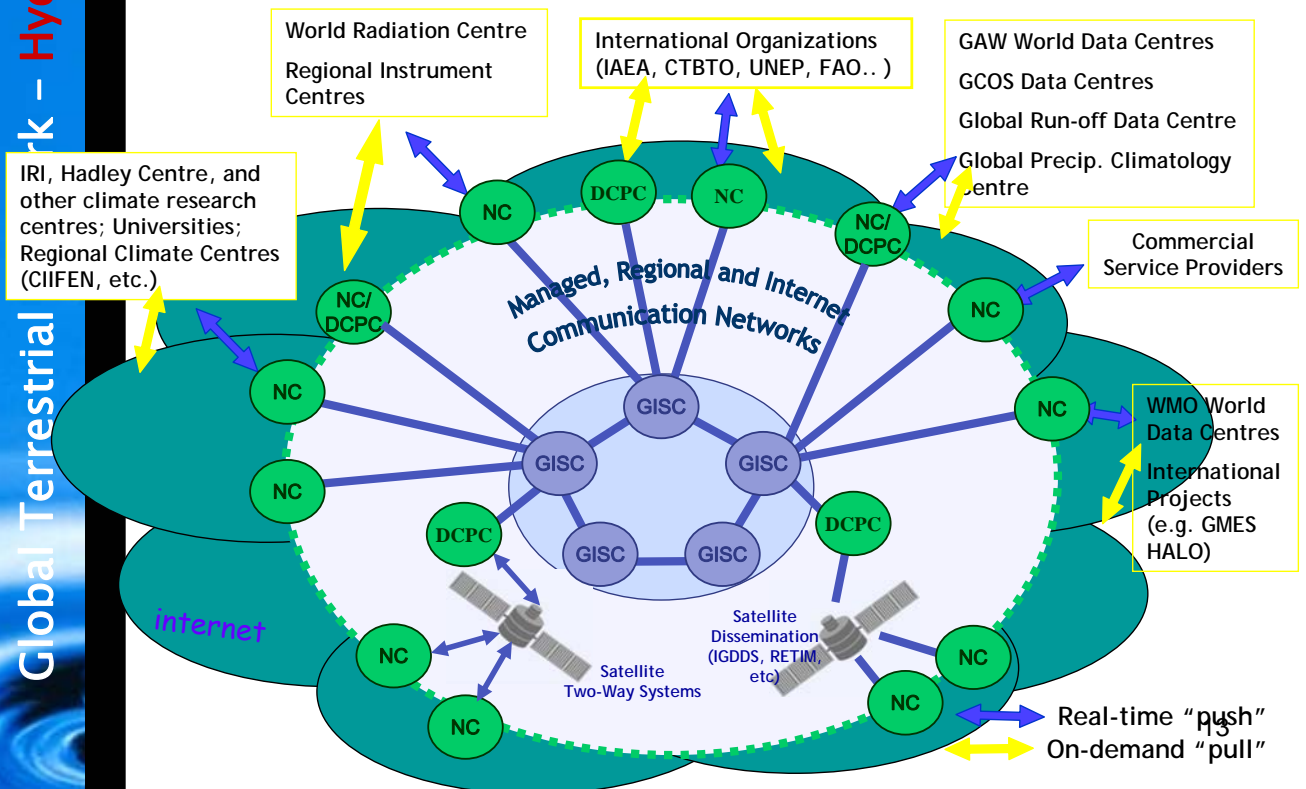 Global Terrestrial
rk – Hyd
World Radiation Centre
Regional Instrument
Centres
International Organizations
(IAEA, CTBTO, UNEP, FAO.. )
GAW World Data Centres
GCOS Data Centres
Global Run-off Data Centre
Global Precip. Climatology
Centre
IRI, Hadley Centre, and
other climate research
centres; Universities;
Regional Climate Centres
(CIIFEN, etc.)
Commercial
Service Providers
WMO World
Data Centres
International
Projects
(e.g. GMES
HALO)
NC
DCPC
NC
NC/
DCPC
NC/
DCPC
NC
NC
NC
NC
Managed, Regional and Internet
Communication Networks
GISC
GISC
GISC
GISC
GISC
DCPC
DCPC
internet
Satellite
Two-Way Systems
Satellite
Dissemination
(IGDDS, RETIM,
etc)
NC
NC
NC
NC
Real-time “push”
13
On-demand “pull”